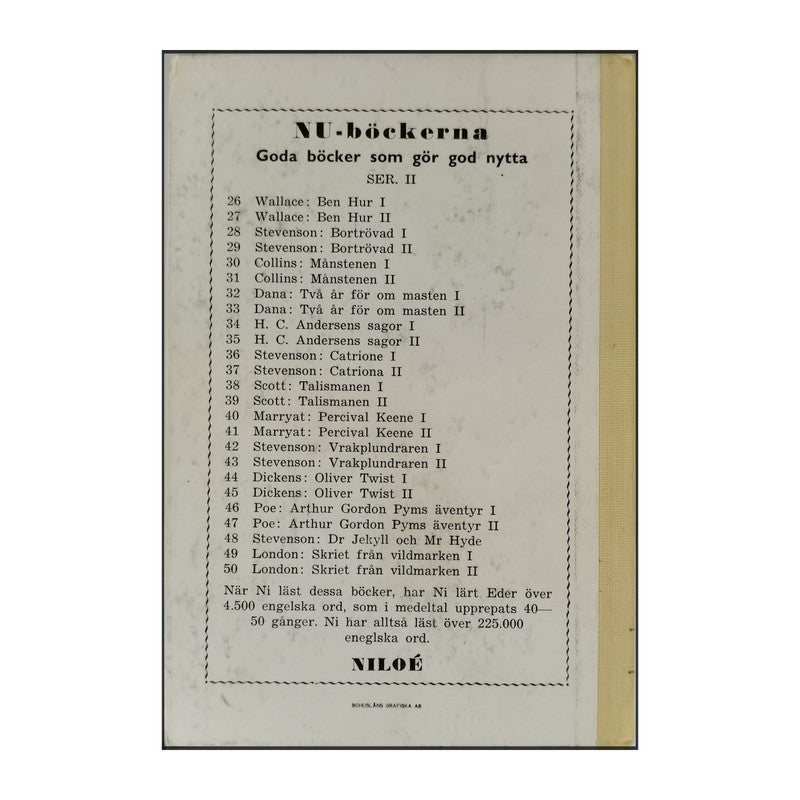 NU-böckerna
Goda böcker som gör god nytta
SER. II
26 Wallace: Ben Hur I
27 Wallace: Ben Hur II
28 Stevenson: Bortrövad I
29 Stevenson: Bortrövad II
30 Collins: Månstenen I
31 Collins: Månstenen II
32 Dana: Två år för om masten I
33 Dana: Två år för om masten II
34 H. C. Andersens sagor I
35 H. C. Andersens sagor II
36 Stevenson: Catrione I
37 Stevenson: Catriona II
38 Scott: Talismanen I
39 Scott: Talismanen II
40 Marryat: Percival Keene I
41 Marryat: Percival Keene II
42 Stevenson: Vrakplundraren I
43 Stevenson: Vrakplundraren II
44 Dickens: Oliver Twist I
45 Dickens: Oliver Twist II
46 Poe: Arthur Gordon Pyms äventyr I
47 Poe: Arthur Gordon Pyms äventyr II
48 Stevenson: Dr Jekyll och Mr Hyde
49 London: Skriet från vildmarken I
50 London: Skriet från vildmarken II
När Ni läst dessa böcker, har Ni lärt Eder över
4.500 engelska ord, som i medeltal upprepats 40—
50 gånger. Ni har alltså läst över 225.000
eneglska ord.
NILOÉ
BOHUSLÄNS GRAFISKA AB